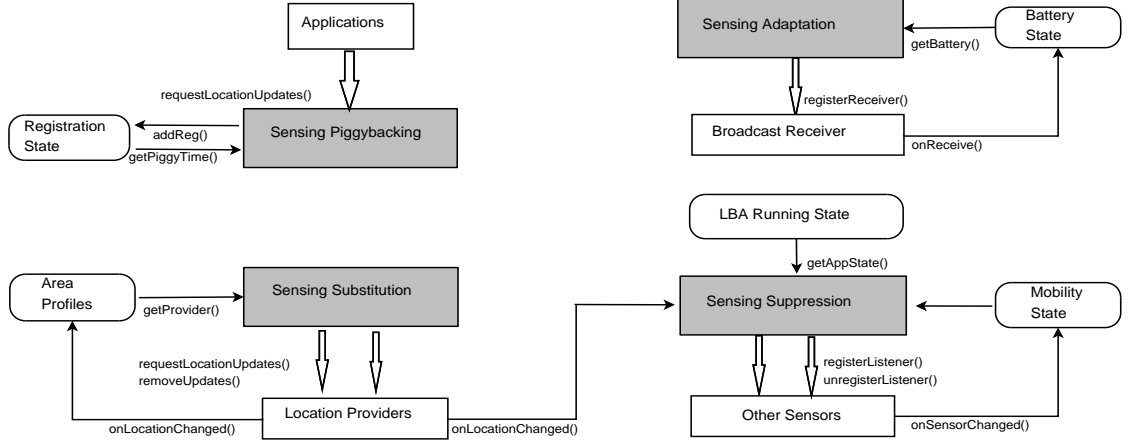 Applications
requestLocationUpdates()
Registration
State
addReg()
getPiggyTime()
Sensing Piggybacking
Sensing Adaptation
getBattery()
Battery
State
registerReceiver()
Broadcast Receiver
onReceive()
Area
Profiles
getProvider()
Sensing Substitution
requestLocationUpdates()
removeUpdates()
Location Providers
onLocationChanged()
onLocationChanged()
LBA Running State
getAppState()
Sensing Suppression
Mobility
State
registerListener()
unregisterListener()
Other Sensors
onSensorChanged()